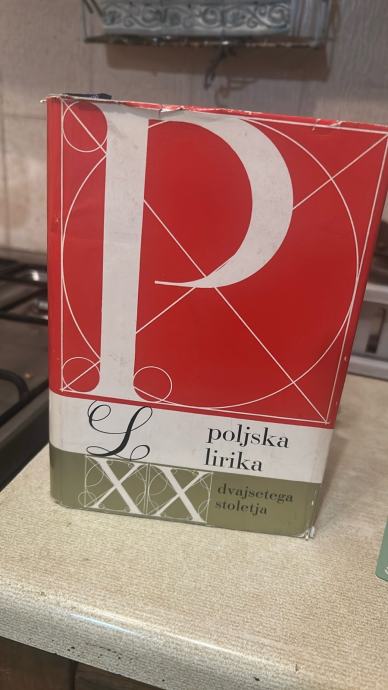 P
L
poljska
lirika
XX
dvajsetega
stoletja